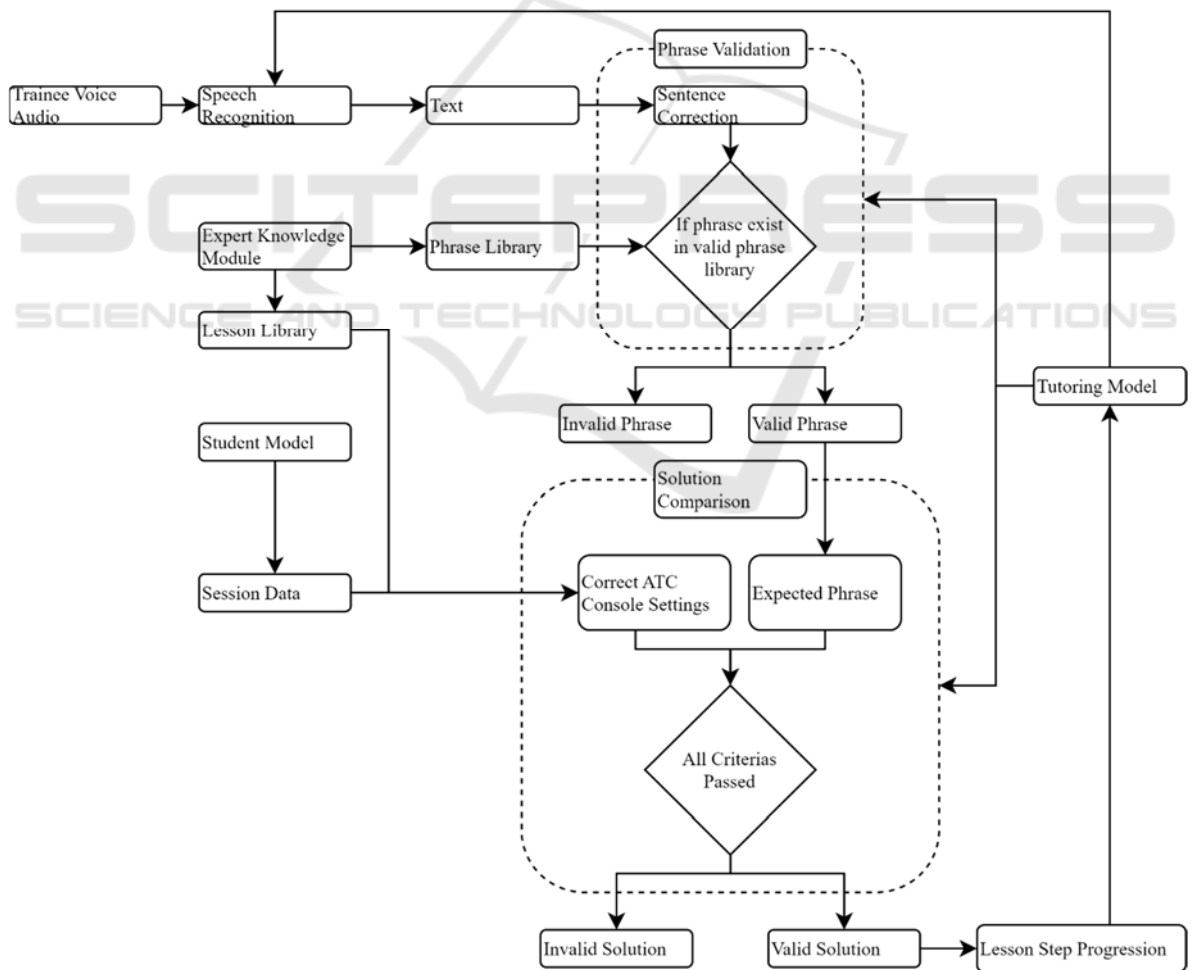 Phrase Validation
Trainee Voice
Audio
Speech
Recognition
Text
Sentence
Correction
SCITEPRESS
If phrase exist
in valid phrase
library
Expert Knowledge
Module
Phrase Library
SCIENCE AND TECHNOLOGY PUBLICATIONS
Lesson Library
Tutoring Model
Invalid Phrase
Valid Phrase
Student Model
Solution
Comparison
Session Data
Correct ATC
Console Settings
Expected Phrase
All Criterias
Passed
Invalid Solution
Valid Solution
Lesson Step Progression